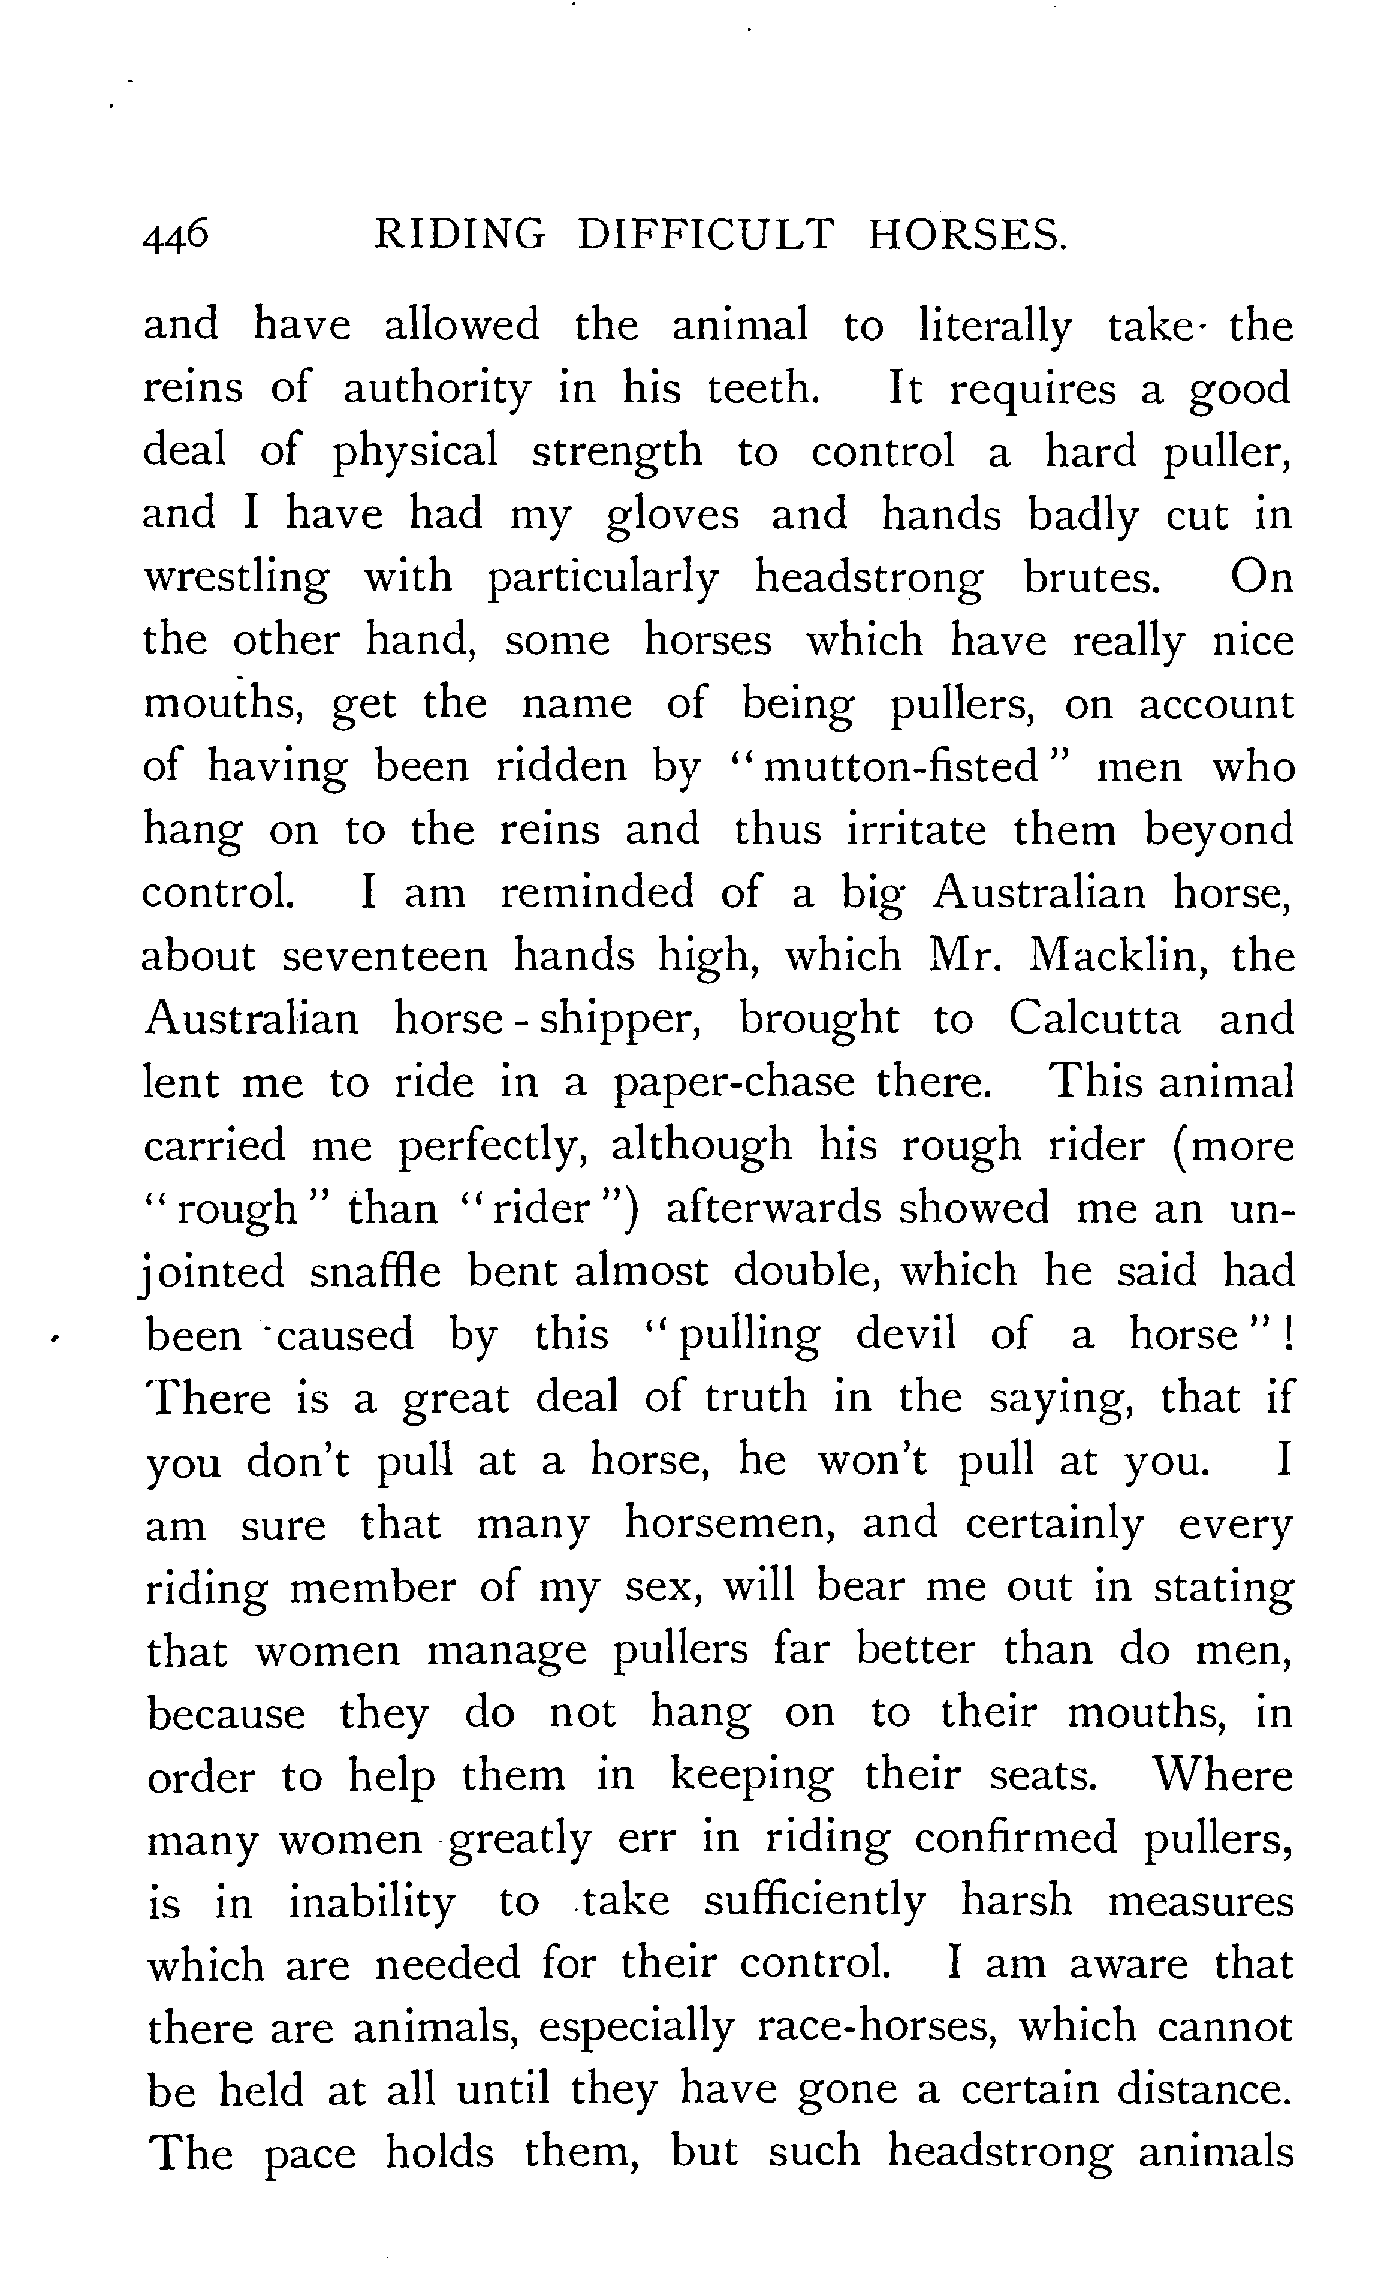 446 RIDING DIFFICULT HORSES.
and have allowed the animal to literally take the
reins of authority in his teeth. It requires a good
deal of physical strength to control a hard puller,
and I have had my gloves and hands badly cut in
wrestling with particularly headstrong brutes. On
the other hand, some horses which have really nice
mouths, get the name of being pullers, on account
of having been ridden by "mutton-fisted" men who
hang on to the reins and thus irritate them beyond
control. I am reminded of a big Australian horse,
about seventeen hands high, which Mr. Macklin, the
Australian horse-shipper, brought to Calcutta and
lent me to ride in a paper-chase there. This animal
carried me perfectly, although his rough rider (more
"rough" than "rider") afterwards showed me an un-
jointed snaffle bent almost double, which he said had
been caused by this "pulling devil of a horse"!
There is a great deal of truth in the saying, that if
you don't pull at a horse, he won't pull at you. I
am sure that many horsemen, and certainly every
riding member of my sex, will bear me out in stating
that women manage pullers far better than do men,
because they do not hang on to their mouths, in
order to help them in keeping their seats. Where
many women greatly err in riding confirmed pullers,
is in inability to take sufficiently harsh measures
which are needed for their control. I am aware that
there are animals, especially race-horses, which cannot
be held at all until they have gone a certain distance.
The pace holds them, but such headstrong animals